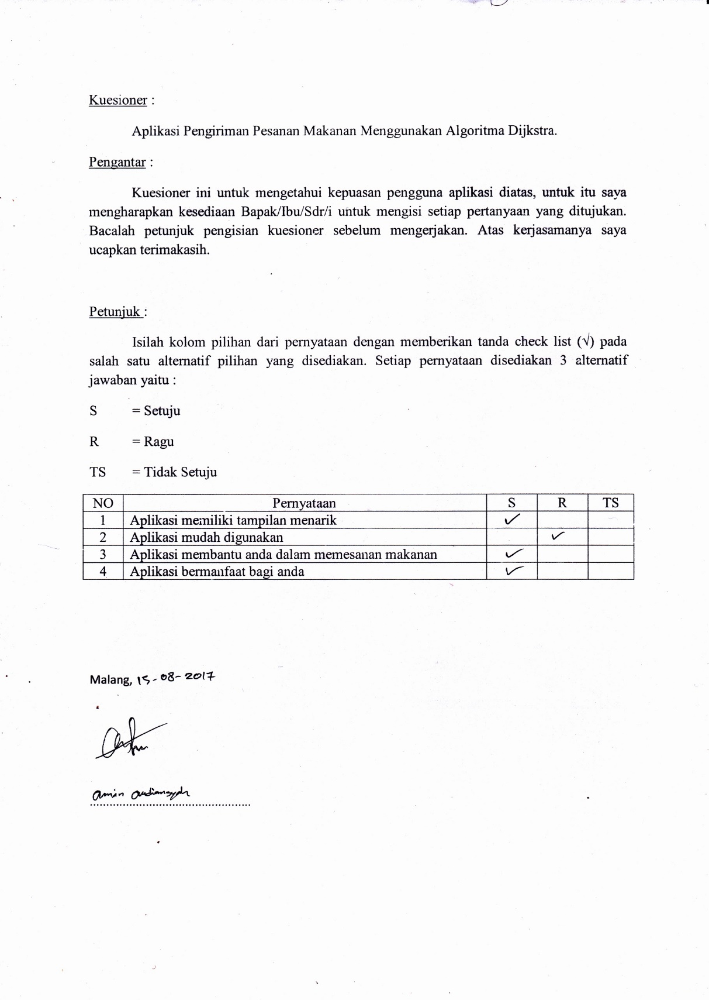 Kuesioner :
Aplikasi Pengiriman Pesanan Makanan Menggunakan Algoritma Dijkstra.
Pengantar :
Kuesioner ini untuk mengetahui kepuasan pengguna aplikasi diatas, untuk itu saya
mengharapkan kesediaan Bapak/Ibu/Sdr/i untuk mengisi setiap pertanyaan yang ditujukan.
Bacalah petunjuk pengisian kuesioner sebelum mengerjakan. Atas kerjasamanya saya
ucapkan terimakasih.
Petunjuk :
Isilah kolom pilihan dari pernyataan dengan memberikan tanda check list (√) pada
salah satu alternatif pilihan yang disediakan. Setiap pernyataan disediakan 3 alternatif
jawaban yaitu :
S = Setuju
R = Ragu
TS = Tidak Setuju
NO Pernyataan S R TS
1 Aplikasi memiliki tampilan menarik ✓
2 Aplikasi mudah digunakan ✓
3 Aplikasi membantu anda dalam memesanan makanan ✓
4 Aplikasi bermanfaat bagi anda ✓
Malang, 15-08-2017
amin